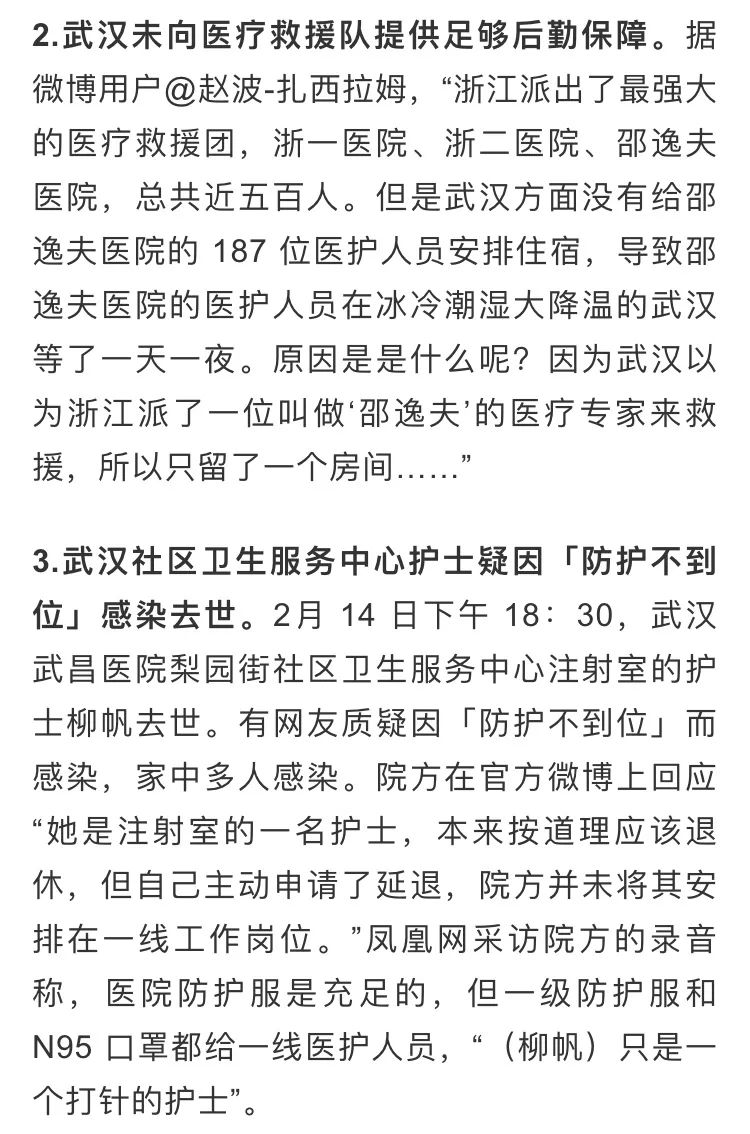 2.武汉未向医疗救援队提供足够后勤保障。据
微博用户@赵波-扎西拉姆，“浙江派出了最强大
的医疗救援团，浙一医院、浙二医院、邵逸夫
医院，总共近五百人。但是武汉方面没有给邵
逸夫医院的 187 位医护人员安排住宿，导致邵
逸夫医院的医护人员在冰冷潮湿大降温的武汉
等了一天一夜。原因是是什么呢？因为武汉以
为浙江派了一位叫做‘邵逸夫’的医疗专家来救
援，所以只留了一个房间……”
3.武汉社区卫生服务中心护士疑因「防护不到
位」感染去世。2月 14 日下午 18：30，武汉
武昌医院梨园街社区卫生服务中心注射室的护
士柳帆去世。有网友质疑因「防护不到位」而
感染，家中多人感染。院方在官方微博上回应
“她是注射室的一名护士，本来按道理应该退
休，但自己主动申请了延退，院方并未将其安
排在一线工作岗位。”凤凰网采访院方的录音
称，医院防护服是充足的，但一级防护服和
N95 口罩都给一线医护人员，“（柳帆）只是一
个打针的护士”。